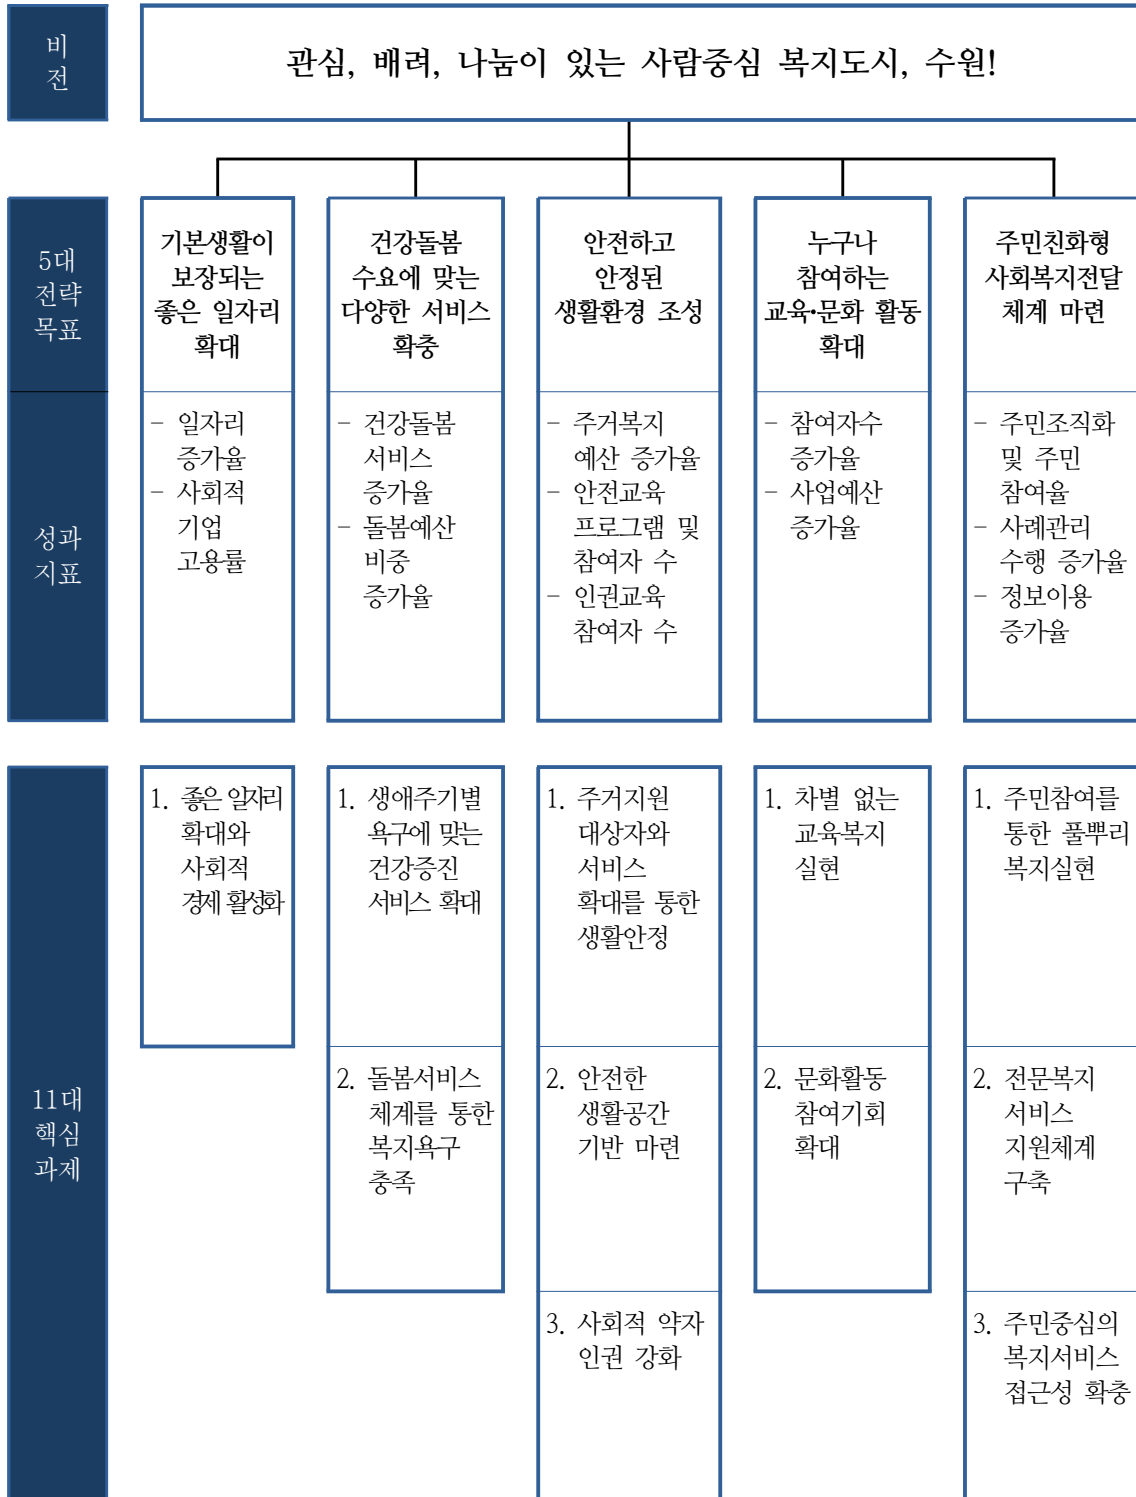 비
전
관심, 배려, 나눔이 있는 사람중심 복지도시, 수원!
5대
전략
목표
기본생활이
보장되는
좋은 일자리
확대
건강돌봄
수요에 맞는
다양한 서비스
확충
안전하고
안정된
생활환경 조성
누구나
참여하는
교육·문화 활동
확대
주민친화형
사회복지전달
체계 마련
성과
지표
- 일자리
증가율
- 사회적
기업
고용률
- 건강돌봄
서비스
증가율
- 돌봄예산
비중
증가율
- 주거복지
예산 증가율
- 안전교육
프로그램 및
참여자 수
- 인권교육
참여자 수
- 참여자수
증가율
- 사업예산
증가율
- 주민조직화
및 주민
참여율
- 사례관리
수행 증가율
- 정보이용
증가율
11대
핵심
과제
1. 좋은 일자리
확대와
사회적
경제 활성화
1. 생애주기별
욕구에 맞는
건강증진
서비스 확대
2. 돌봄서비스
체계를 통한
복지욕구
충족
1. 주거지원
대상자와
서비스
확대를 통한
생활안정
2. 안전한
생활공간
기반 마련
3. 사회적 약자
인권 강화
1. 차별 없는
교육복지
실현
2. 문화활동
참여기회
확대
1. 주민참여를
통한 풀뿌리
복지실현
2. 전문복지
서비스
지원체계
구축
3. 주민중심의
복지서비스
접근성 확충